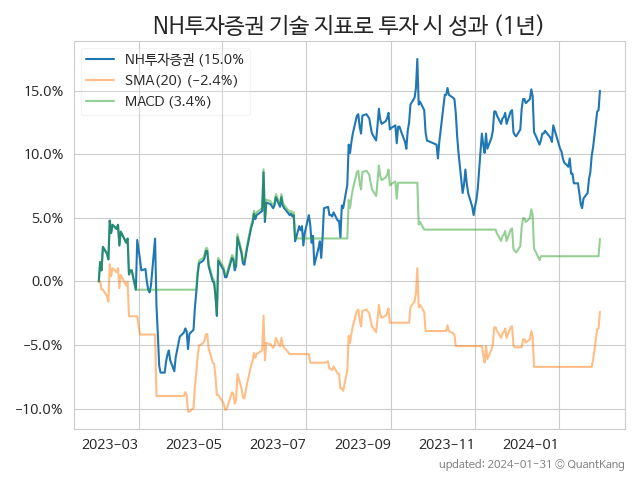 NH투자증권 기술 지표로 투자 시 성과 (1년)
NH투자증권 (15.0%
SMA(20) (−2.4%)
MACD (3.4%)
15.0%
10.0%
5.0%
0.0%
−5.0%
−10.0%
2023-03 2023-05 2023-07 2023-09 2023-11 2024-01
updated: 2024-01-31 © QuantKang